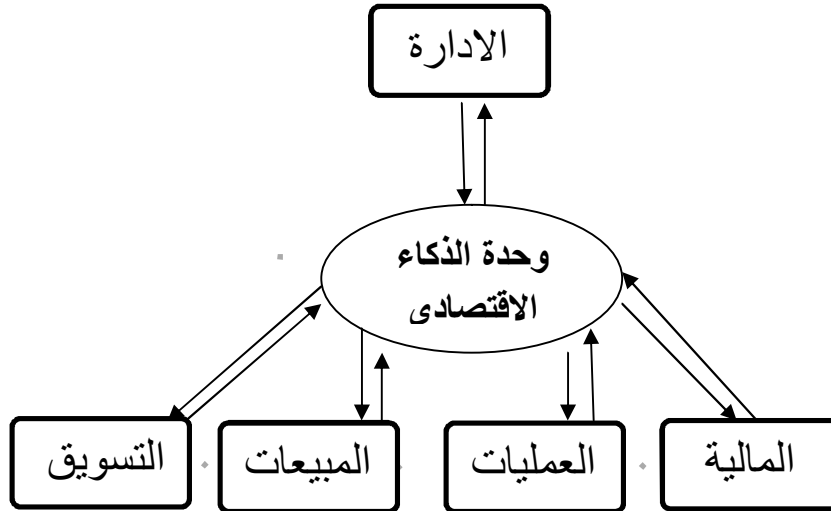 الادارة
وحدة الذكاء
الاقتصادى
المالية
العمليات
المبيعات
التسويق